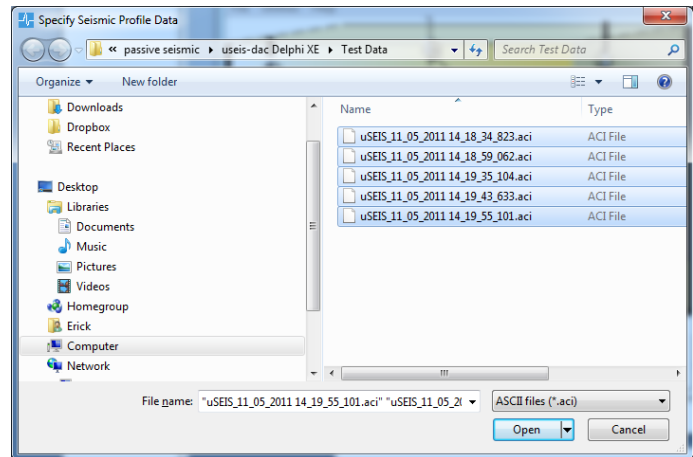 Specify Seismic Profile Data
« passive seismic ▸ useis-dac Delphi XE ▸ Test Data
Search Test Data
Organize ▾ New folder
Downloads
Dropbox
Recent Places
Desktop
Libraries
Documents
Music
Pictures
Videos
Homegroup
Erick
Computer
Network
Name Type
uSEIS_11_05_2011 14_18_34_823.aci ACI File
uSEIS_11_05_2011 14_18_59_062.aci ACI File
uSEIS_11_05_2011 14_19_35_104.aci ACI File
uSEIS_11_05_2011 14_19_43_633.aci ACI File
uSEIS_11_05_2011 14_19_55_101.aci ACI File
File name: "uSEIS_11_05_2011 14_19_55_101.aci" "uSEIS_11_05_2( ASCII files (*.aci)
Open Cancel